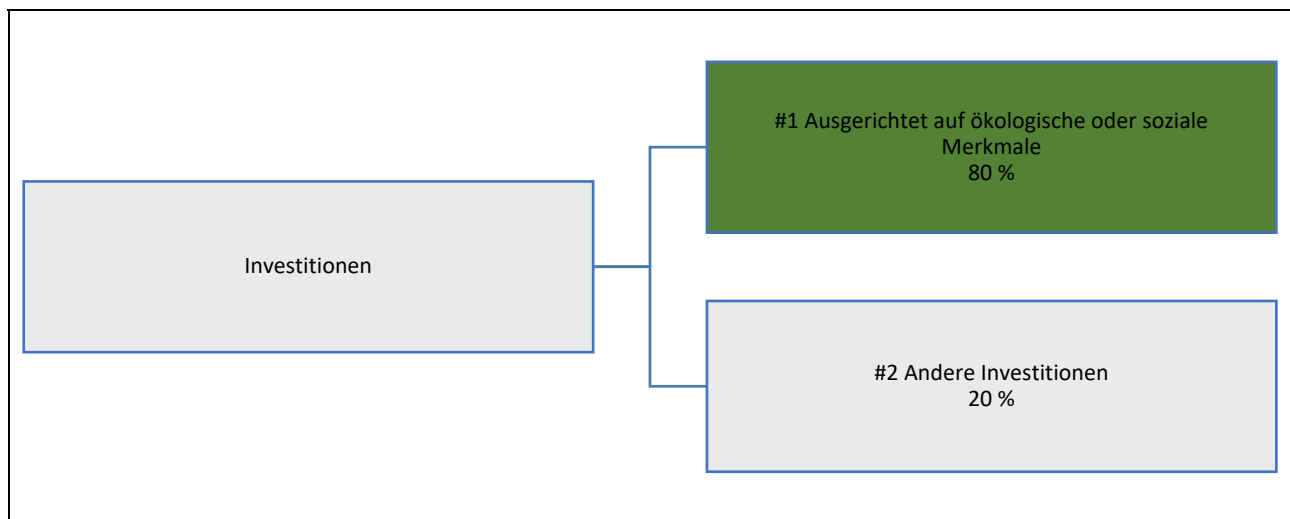 #1 Ausgerichtet auf ökologische oder soziale
Merkmale
80 %
Investitionen
#2 Andere Investitionen
20 %